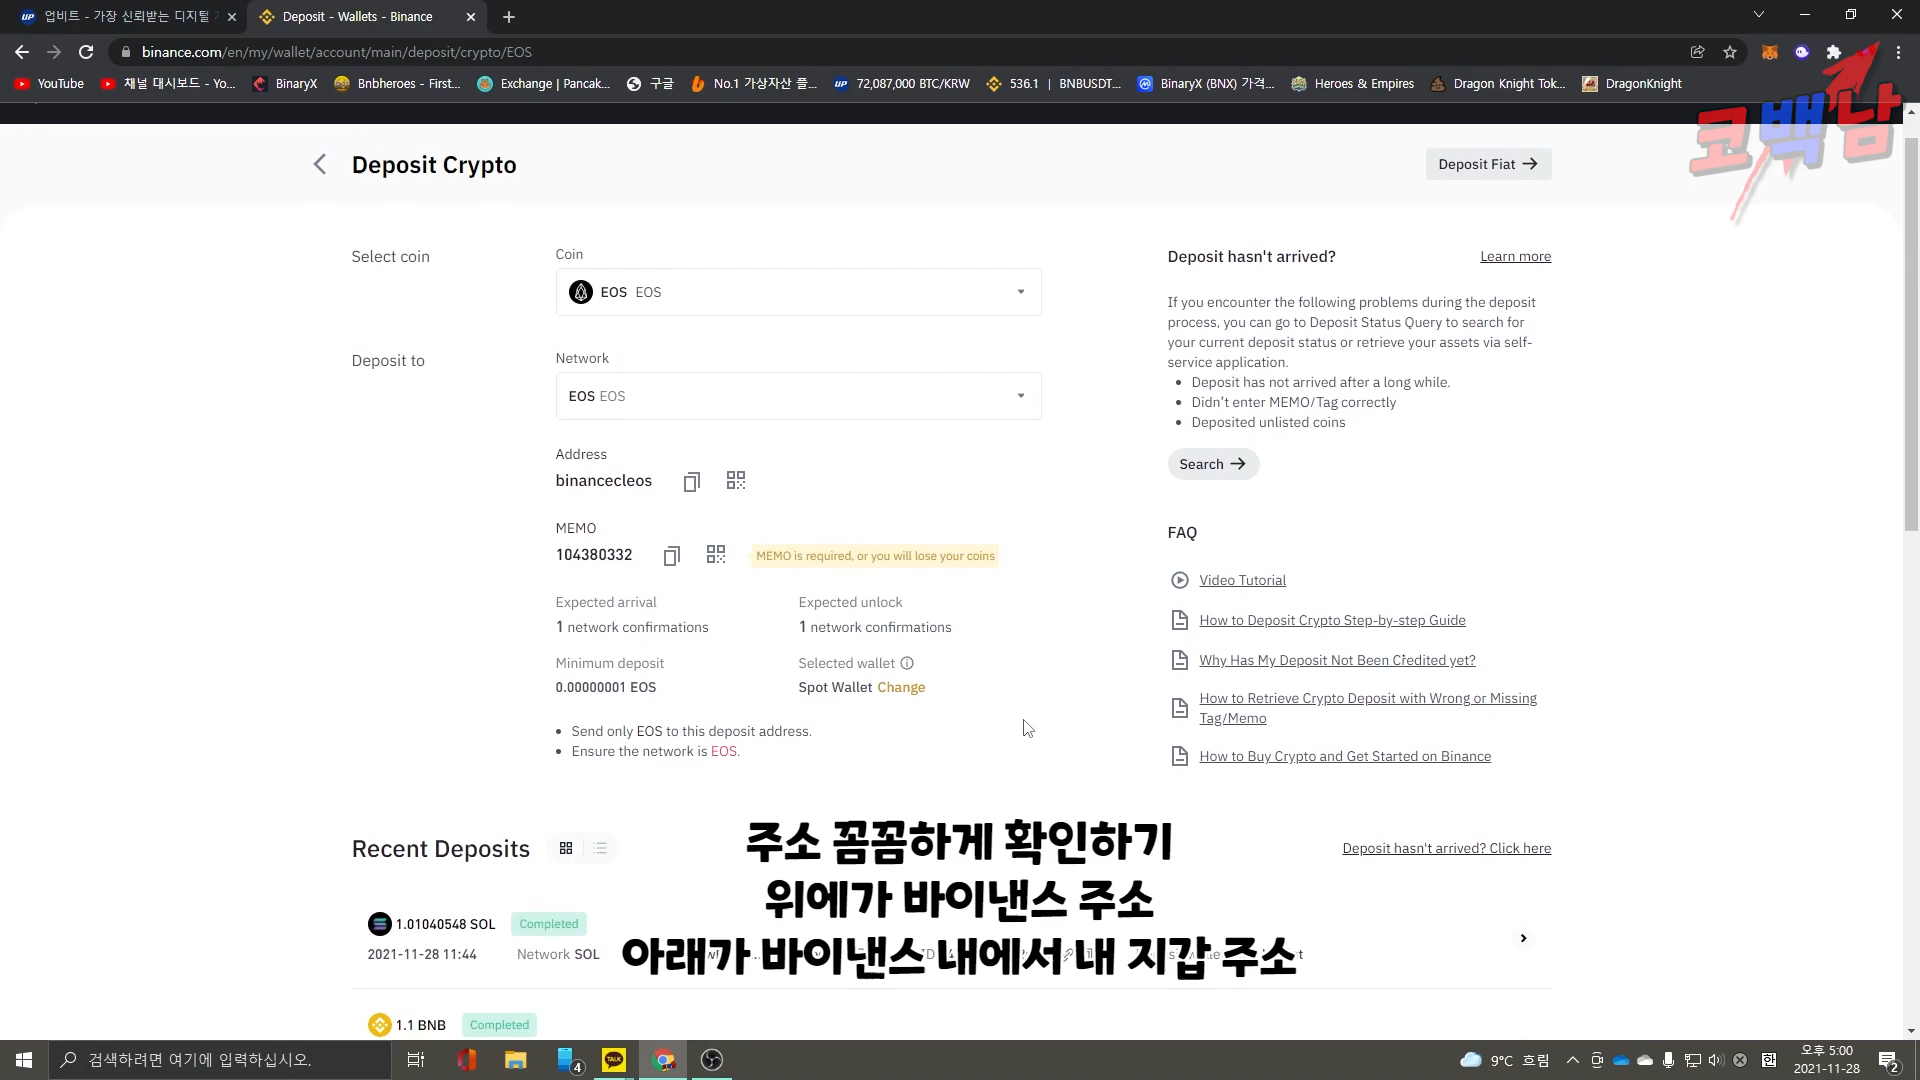 업비트 - 가장 신뢰받는 디지털
Deposit - Wallets - Binance
binance.com/en/my/wallet/account/main/deposit/crypto/EOS
YouTube
채널 대시보드 - Yo...
BinaryX
Bnbheroes - First...
Exchange | Pancak...
구글
No.1 가상자산 플...
72,087,000 BTC/KRW
536.1 | BNBUSDT...
BinaryX (BNX) 가격...
Heroes & Empires
Dragon Knight Tok...
DragonKnight
코백남
Deposit Crypto
Deposit Fiat
Select coin
Coin
EOS EOS
Deposit to
Network
EOS EOS
Address
binancecleos
MEMO
104380332
MEMO is required, or you will lose your coins
Expected arrival
1 network confirmations
Expected unlock
1 network confirmations
Minimum deposit
0.00000001 EOS
Selected wallet
Spot Wallet Change
Send only EOS to this deposit address.
Ensure the network is EOS.
Deposit hasn't arrived?
Learn more
If you encounter the following problems during the deposit
process, you can go to Deposit Status Query to search for
your current deposit status or retrieve your assets via self-
service application.
Deposit has not arrived after a long while.
Didn't enter MEMO/Tag correctly
Deposited unlisted coins
Search
FAQ
Video Tutorial
How to Deposit Crypto Step-by-step Guide
Why Has My Deposit Not Been Credited yet?
How to Retrieve Crypto Deposit with Wrong or Missing
Tag/Memo
How to Buy Crypto and Get Started on Binance
Recent Deposits
Deposit hasn't arrived? Click here
주소 꼼꼼하게 확인하기
위에가 바이낸스 주소
아래가 바이낸스 내에서 내 지갑 주소
1.01040548 SOL
Completed
2021-11-28 11:44
Network SOL
1.1 BNB
Completed
검색하려면 여기에 입력하십시오.
4
TALK
9°C 흐림
한
오후 5:00
2021-11-28
2